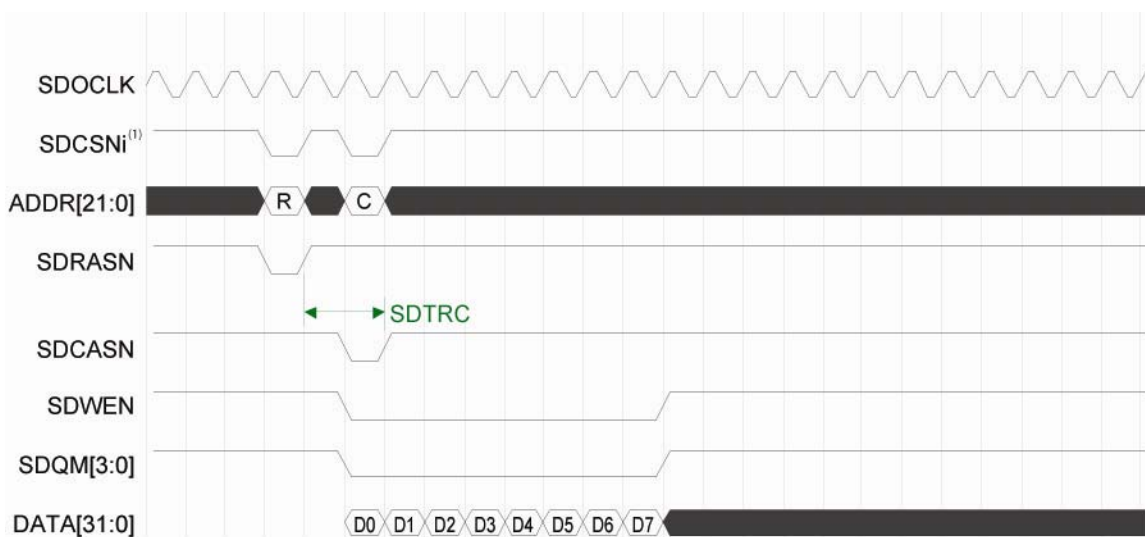 SDOCLK
SDCSNi(1)
ADDR[21:0] R C
SDRASN
SDTRC
SDCASN
SDWEN
SDQM[3:0]
DATA[31:0] D0 D1 D2 D3 D4 D5 D6 D7